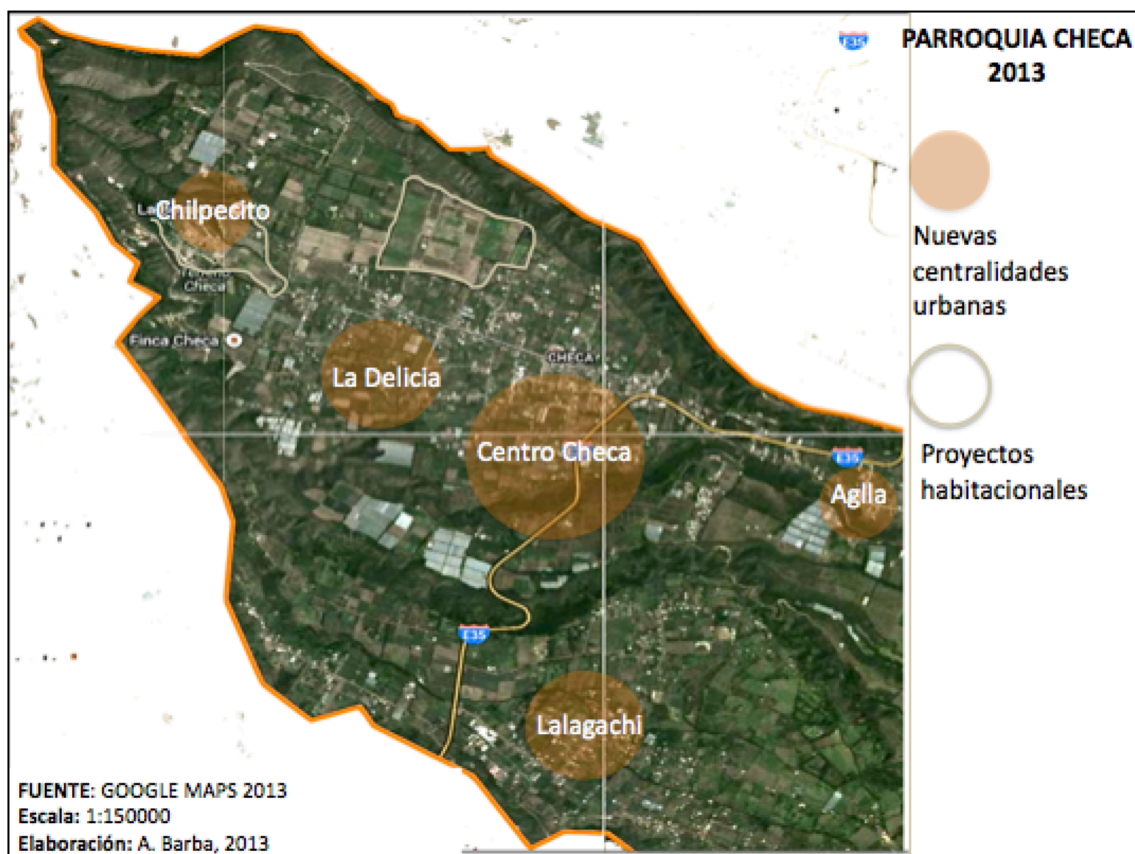 PARROQUIA CHECA
2013
E35
Nuevas
centralidades
urbanas
Proyectos
habitacionales
Chilpecito
Checa
Finca Checa
La Delicia
CHECA
Centro Checa
E35
Aglla
E35
Lalagachi
FUENTE: GOOGLE MAPS 2013
Escala: 1:150000
Elaboración: A. Barba, 2013